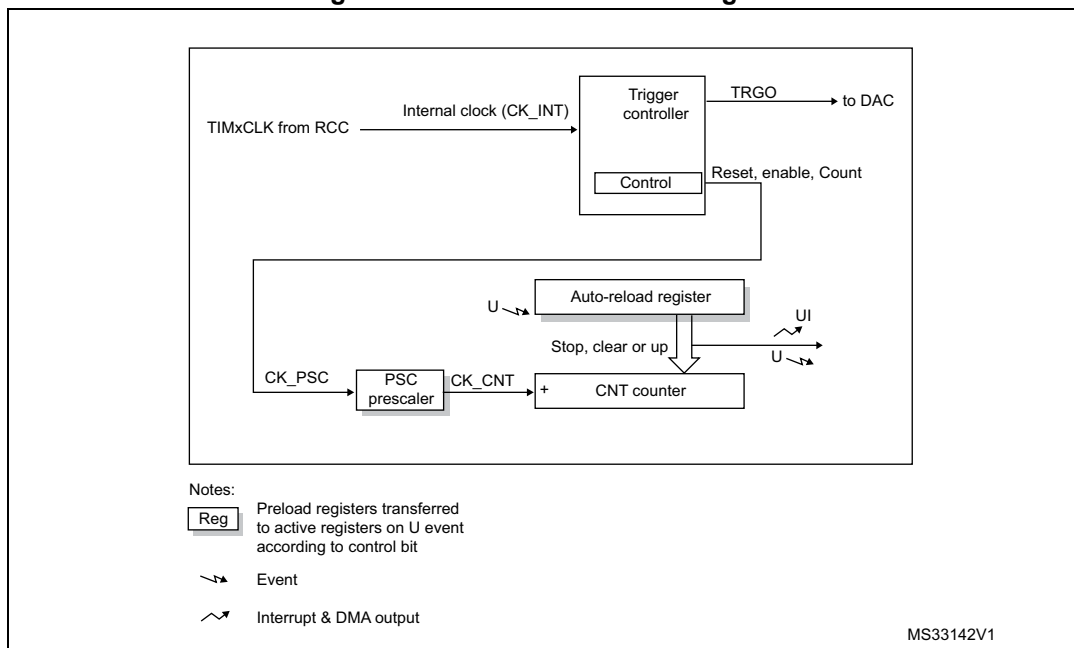 Internal clock (CK_INT)
TIMxCLK from RCC
Trigger
controller
TRGO
to DAC
Control
Reset, enable, Count
U
Auto-reload register
Stop, clear or up
UI
U
CK_PSC
PSC
prescaler
CK_CNT
+
CNT counter
Notes:
Reg
Preload registers transferred
to active registers on U event
according to control bit
Event
Interrupt & DMA output
MS33142V1